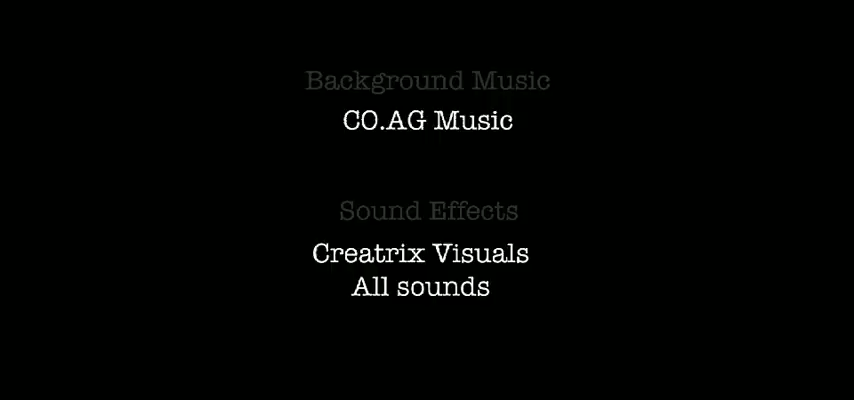 Background Music
CO.AG Music
Sound Effects
Creatrix Visuals
All sounds